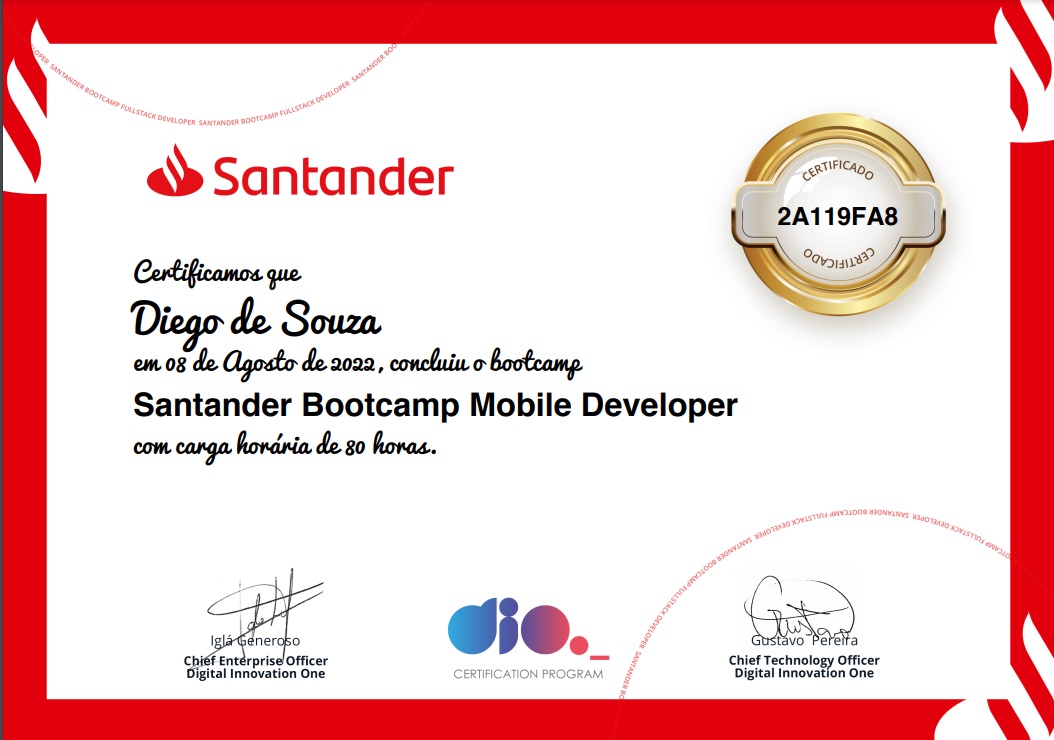 DEVELOPER SANTANDER BOOTCAMP FULLSTACK DEVELOPER SANTANDER BOOTCAMP FULLSTACK DEVELOPER SANTANDER
Santander
CERTIFICADO
2A119FA8
CERTIFICADO
Certificamos que
Diego de Souza
em 08 de Agosto de 2022, concluiu o bootcamp
Santander Bootcamp Mobile Developer
com carga horária de 80 horas.
SANTANDER BOOTCAMP FULLSTACK DEVELOPER SANTANDER BOOTCAMP FULLSTACK DEVELOPER SANTANDER BOOTCAMP FULLSTACK DEVELOPER
Iglá Generoso
Chief Enterprise Officer
Digital Innovation One
dio._
CERTIFICATION PROGRAM
Gustavo Pereira
Chief Technology Officer
Digital Innovation One